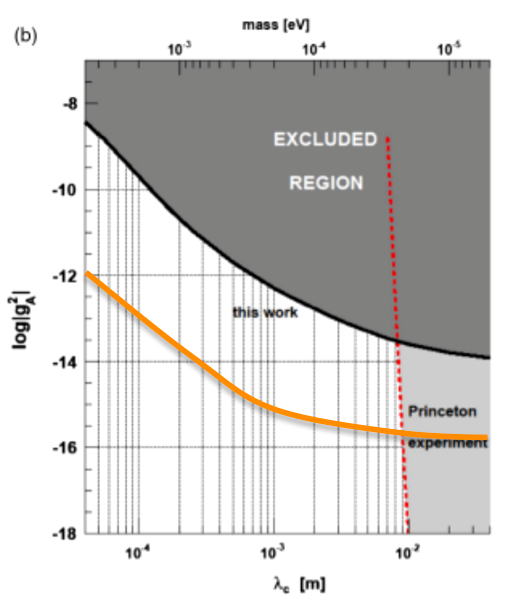 (b)
mass [eV]
10⁻³ 10⁻⁴ 10⁻⁵
-8
EXCLUDED
REGION
-10
-12
this work
log|g²A|
-14
Princeton
experiment
-16
-18
10⁻⁴ 10⁻³ 10⁻²
λc [m]